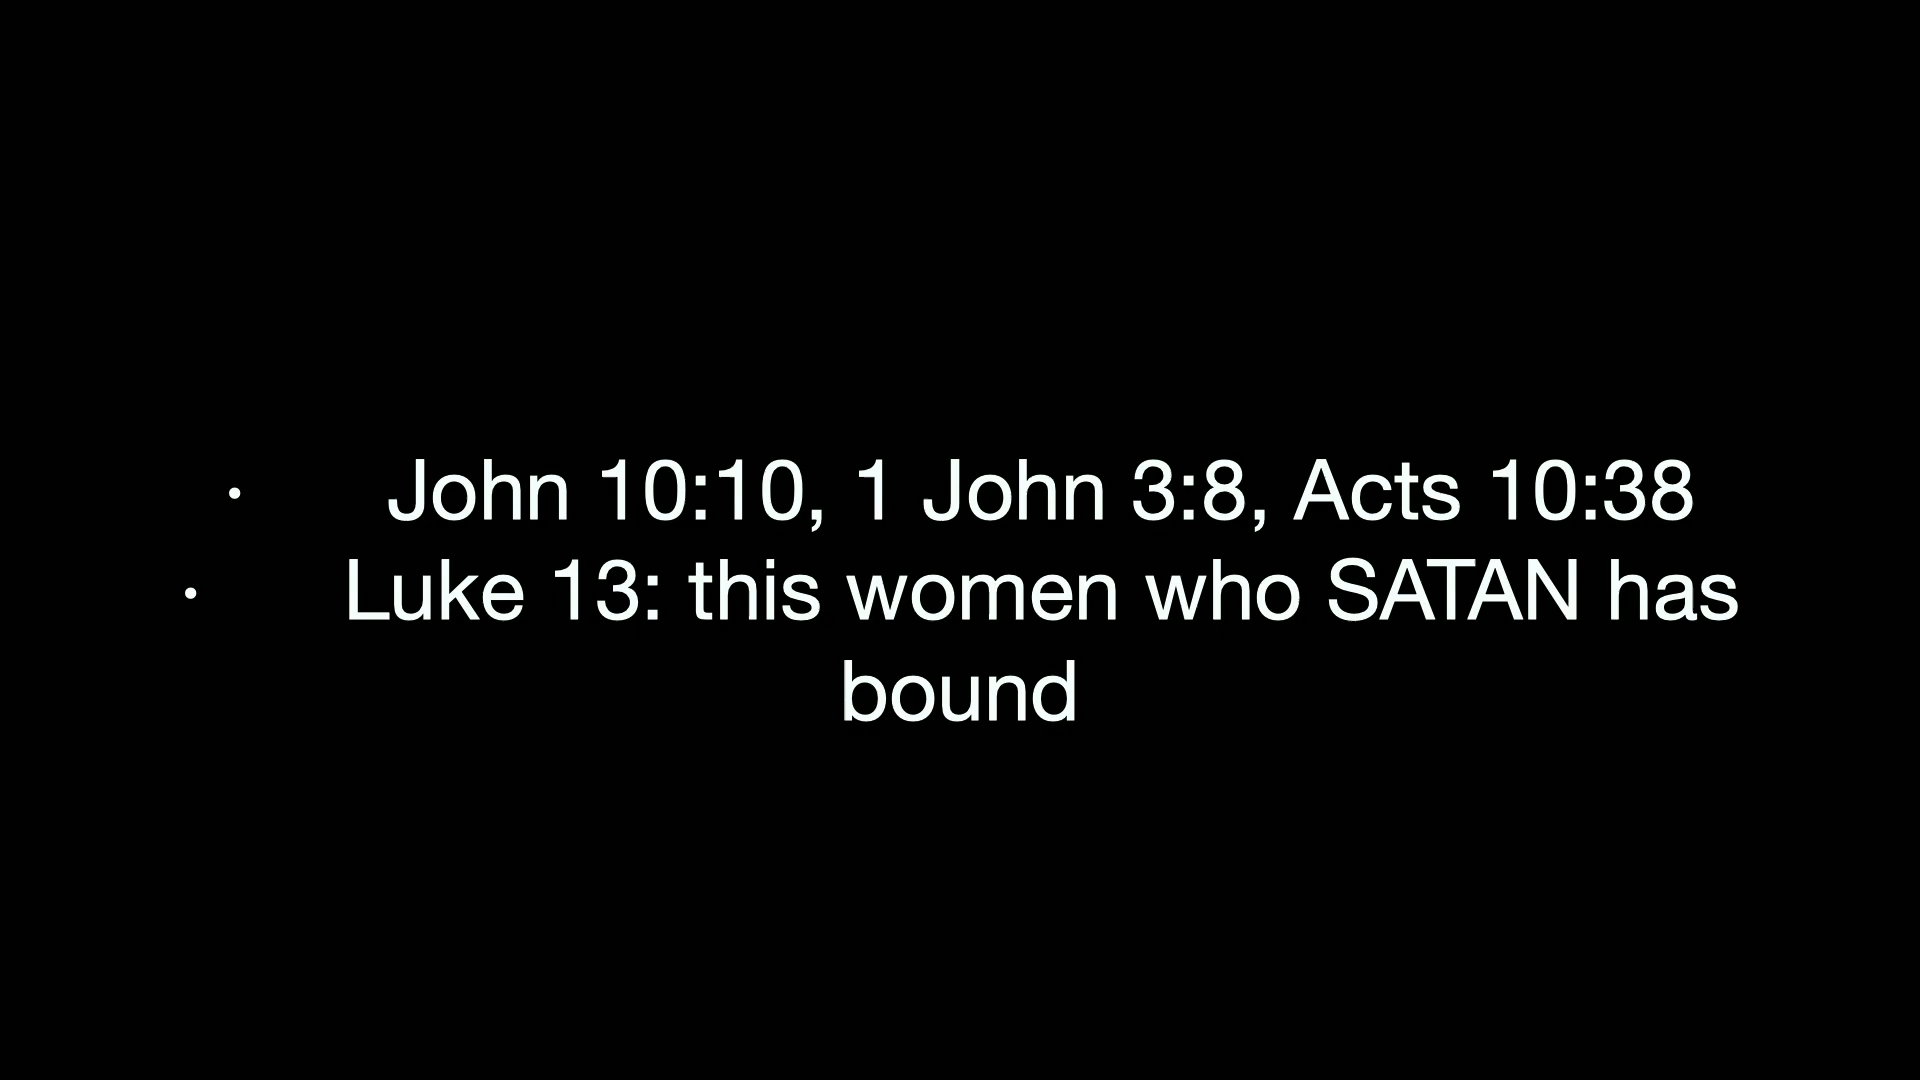 • John 10:10, 1 John 3:8, Acts 10:38
• Luke 13: this women who SATAN has
bound